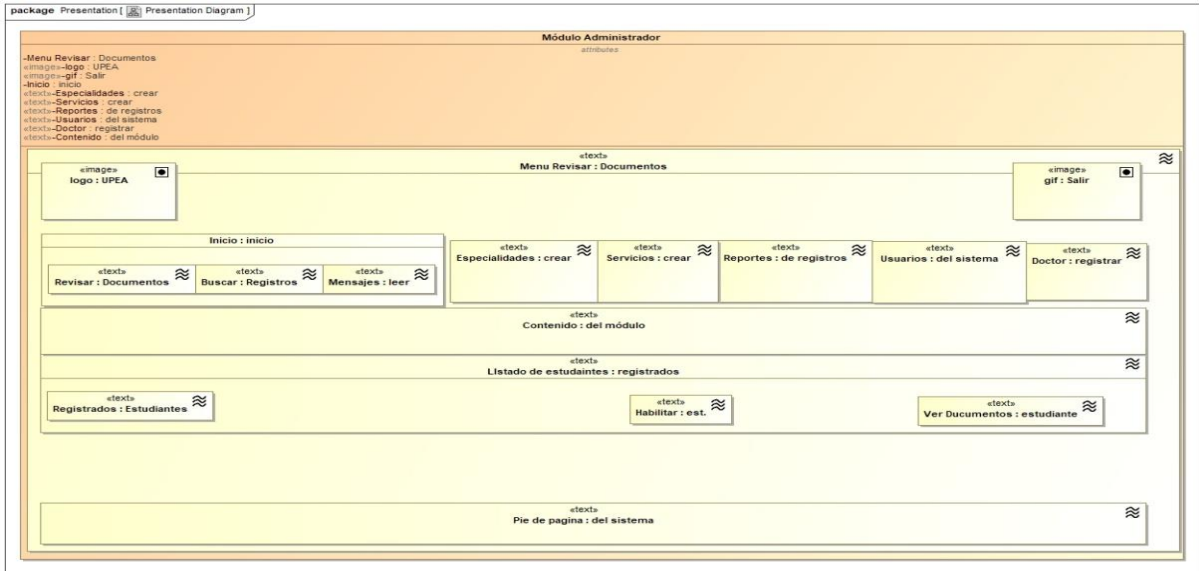 package Presentation [ Presentation Diagram ]
Módulo Administrador
attributes
-Menu Revisar : Documentos
«image»-logo : UPEA
«image»-gif : Salir
-Inicio : inicio
«text»-Especialidades : crear
«text»-Servicios : crear
«text»-Reportes : de registros
«text»-Usuarios : del sistema
«text»-Doctor : registrar
«text»-Contenido : del módulo
«text»
Menu Revisar : Documentos
«image»
logo : UPEA
«image»
gif : Salir
Inicio : inicio
«text»
Revisar : Documentos
«text»
Buscar : Registros
«text»
Mensajes : leer
«text»
Especialidades : crear
«text»
Servicios : crear
«text»
Reportes : de registros
«text»
Usuarios : del sistema
«text»
Doctor : registrar
«text»
Contenido : del módulo
«text»
LIstado de estudaintes : registrados
«text»
Registrados : Estudiantes
«text»
Habilitar : est.
«text»
Ver Ducumentos : estudiante
«text»
Pie de pagina : del sistema